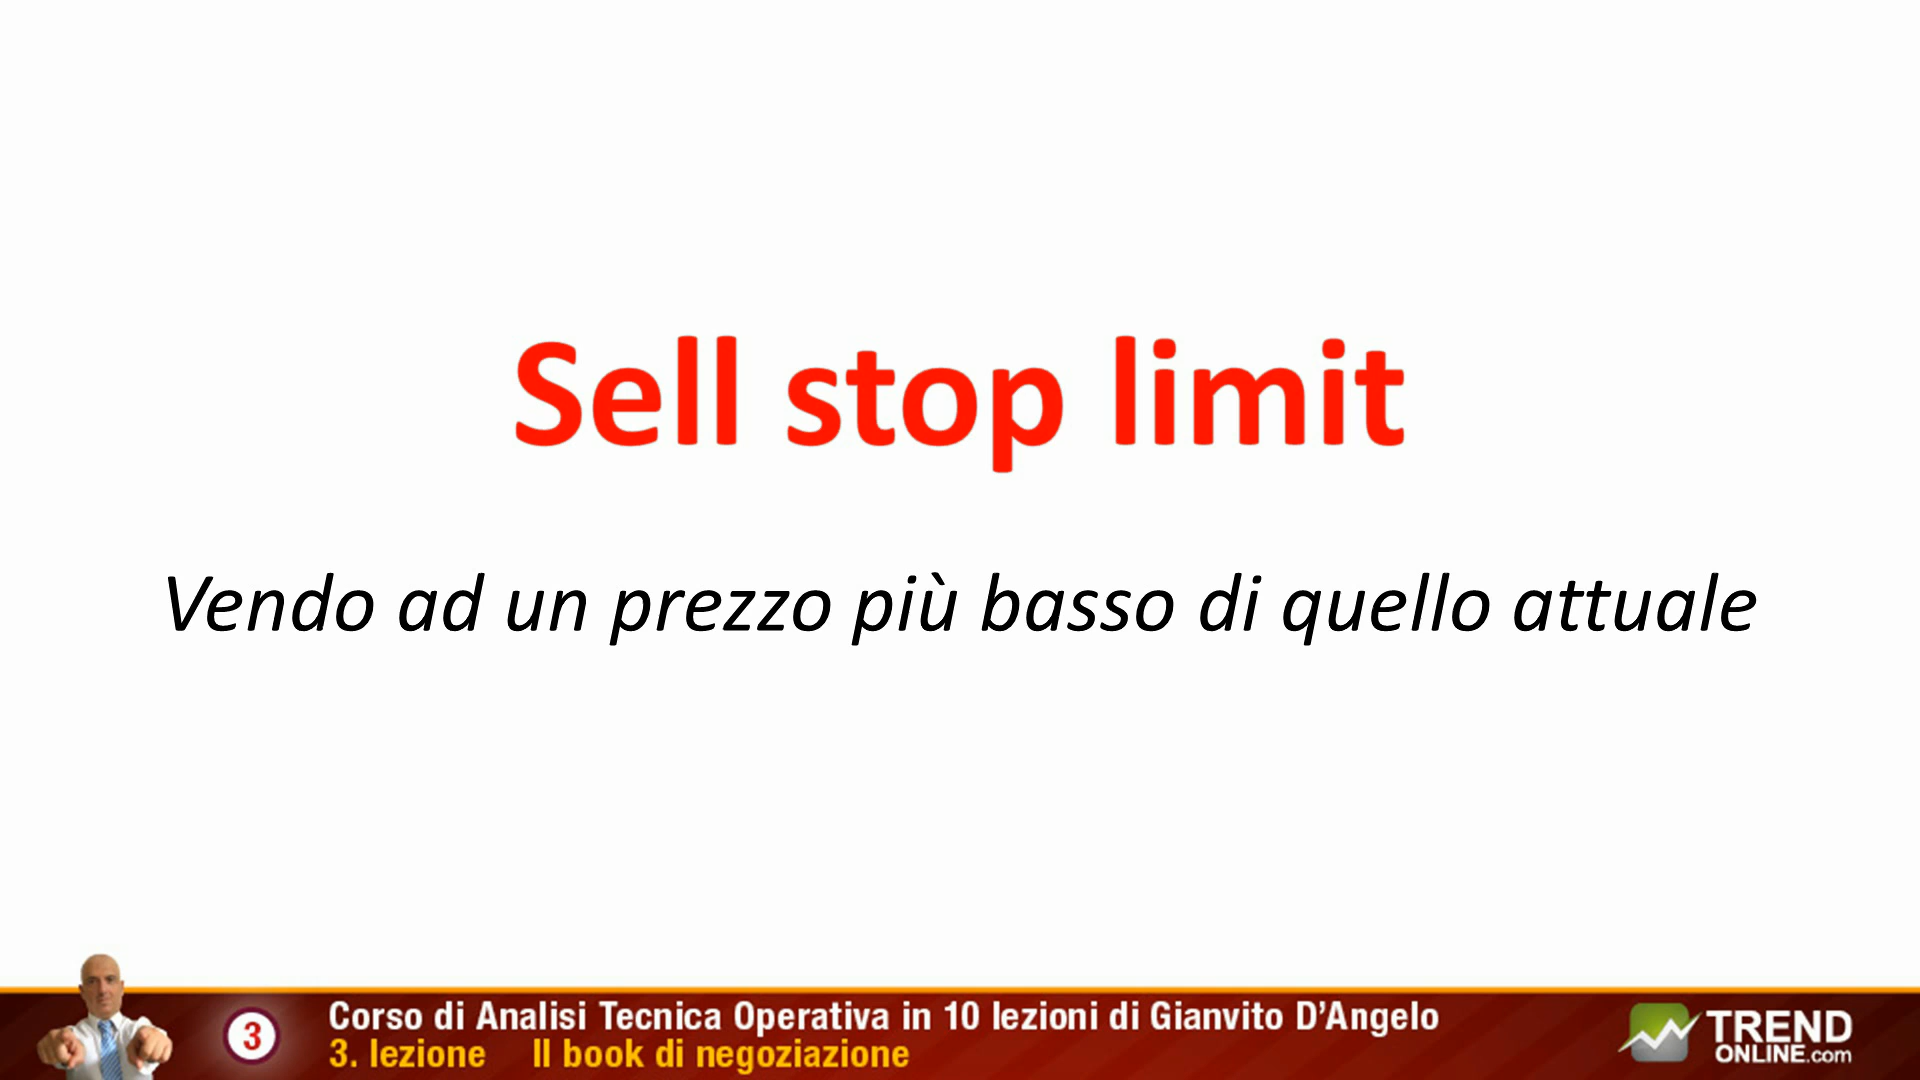 Sell stop limit
Vendo ad un prezzo più basso di quello attuale
3
Corso di Analisi Tecnica Operativa in 10 lezioni di Gianvito D’Angelo
3. lezione Il book di negoziazione
TREND
ONLINE.com